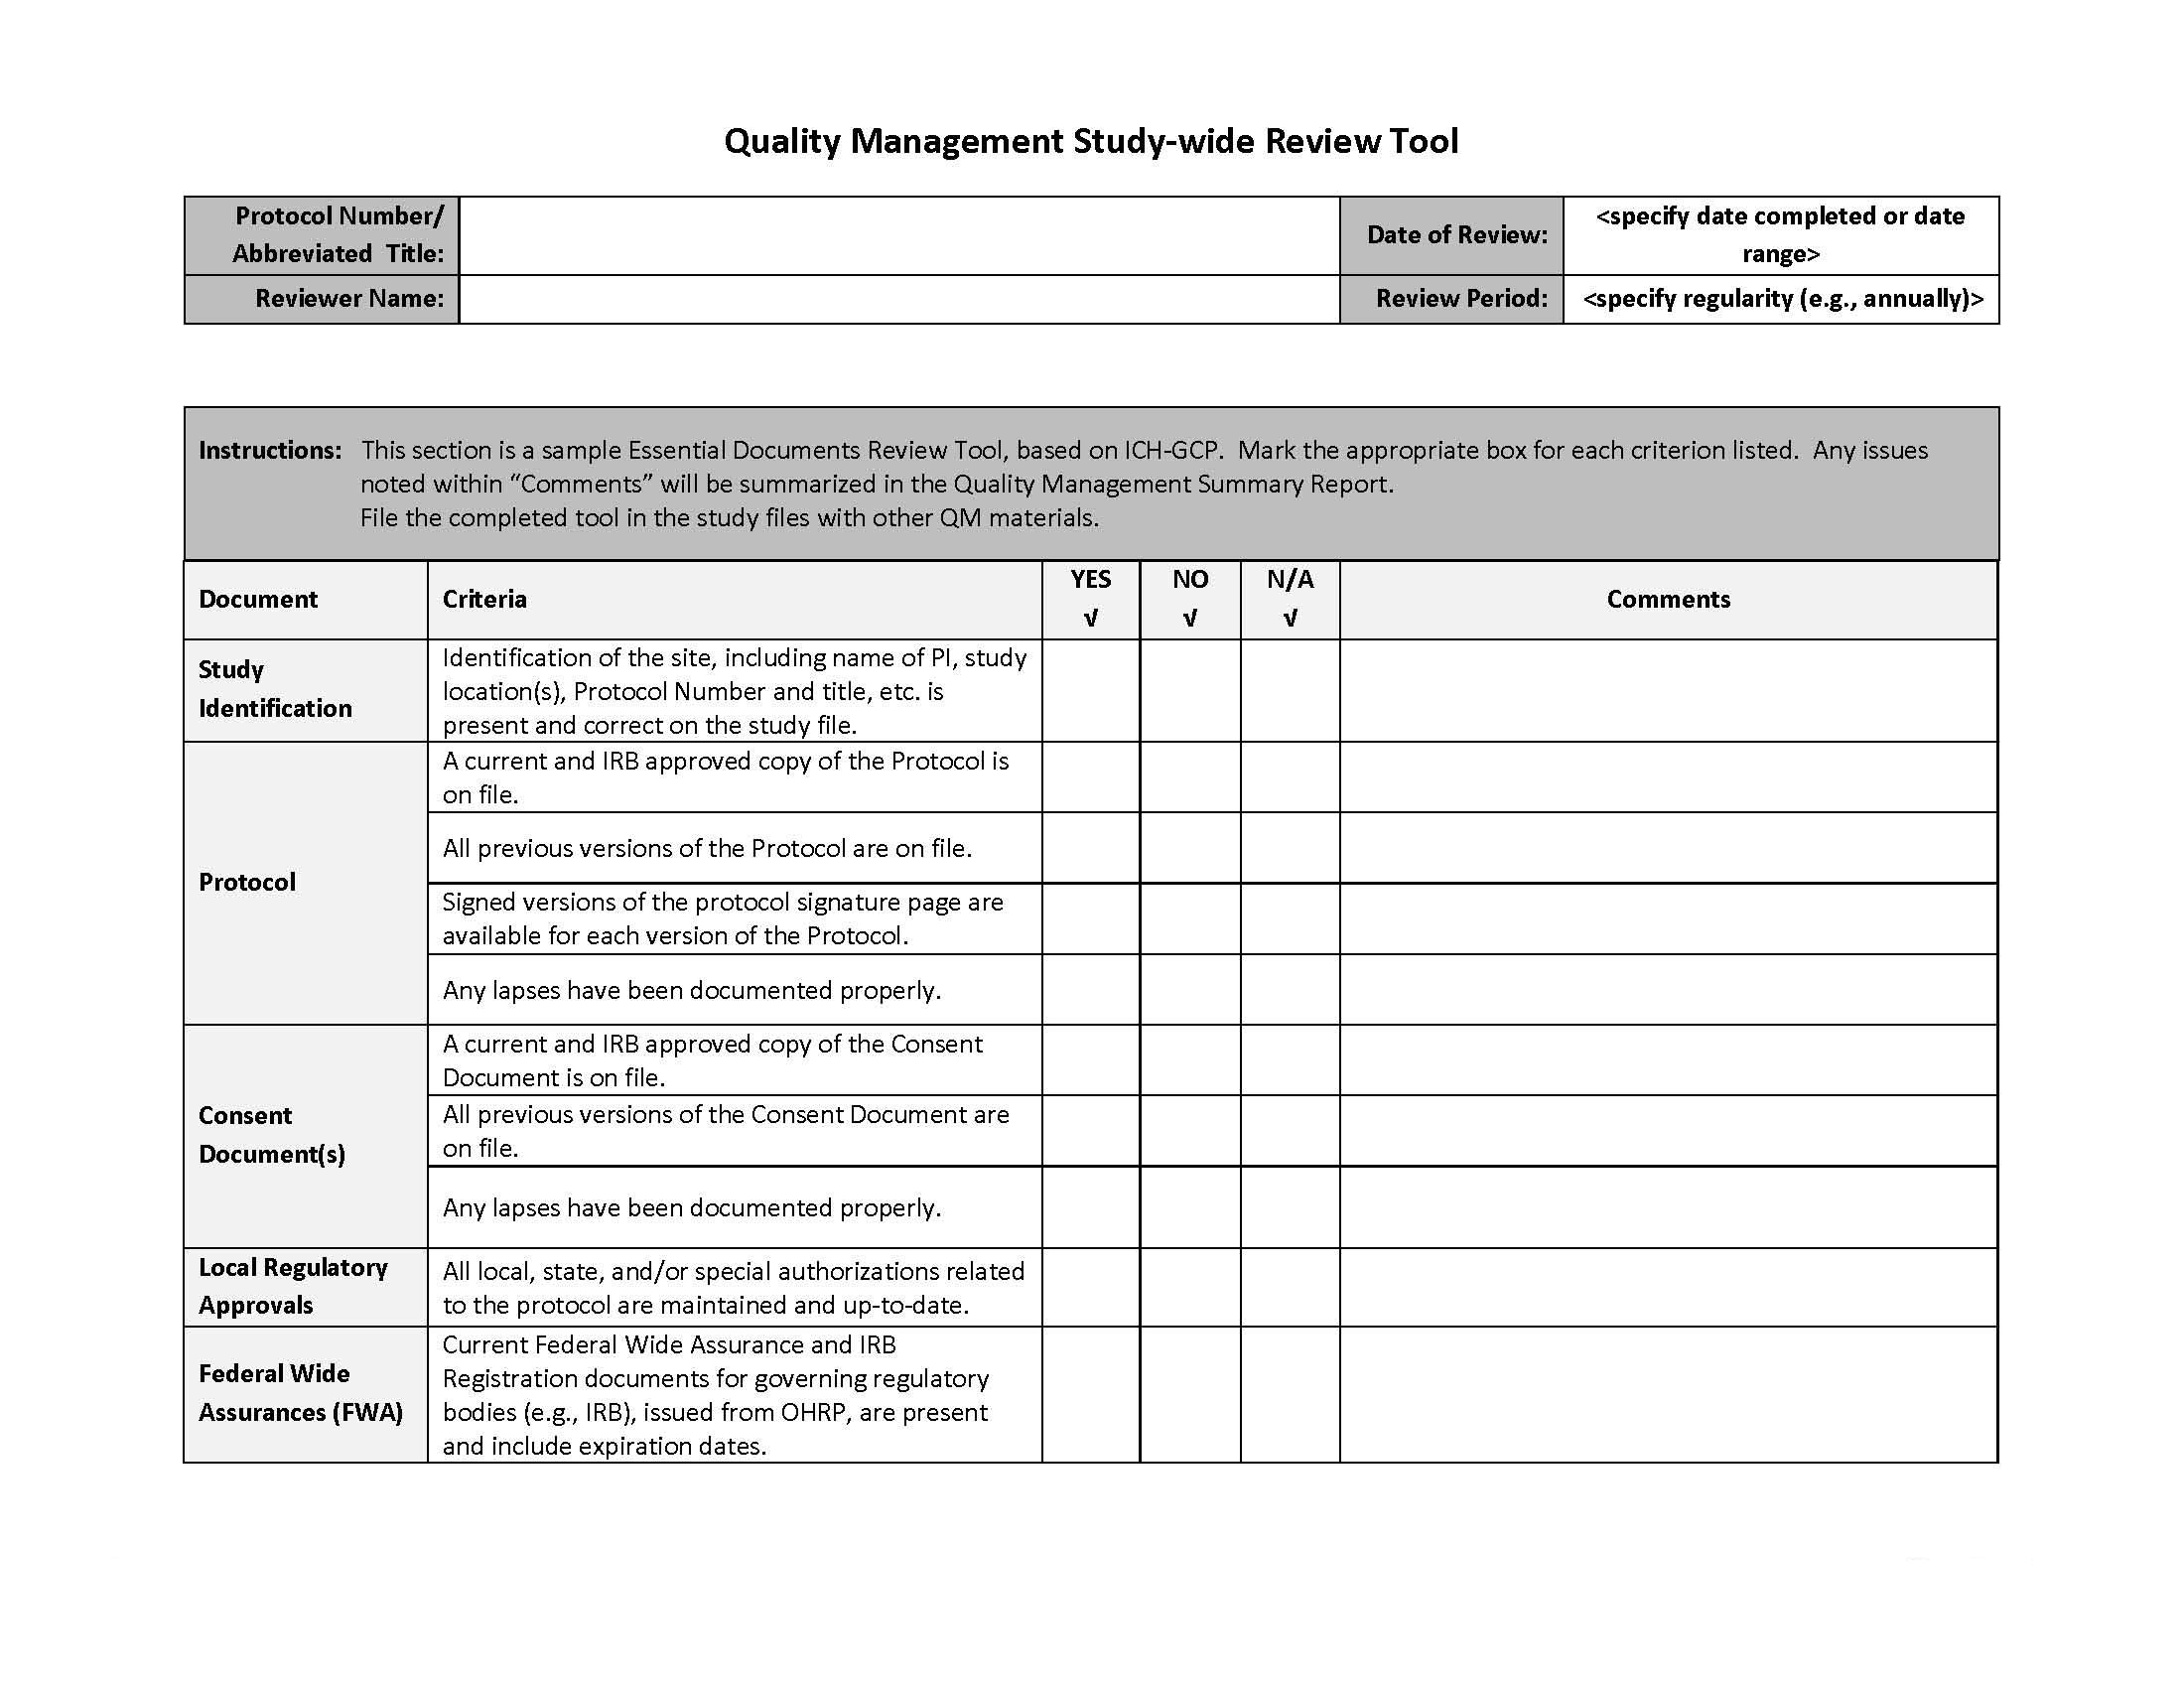 Quality Management Study-wide Review Tool
Protocol Number/
Abbreviated Title:
Date of Review:
<specify date completed or date
range>
Reviewer Name:
Review Period:
<specify regularity (e.g., annually)>
Instructions: This section is a sample Essential Documents Review Tool, based on ICH-GCP. Mark the appropriate box for each criterion listed. Any issues
noted within “Comments” will be summarized in the Quality Management Summary Report.
File the completed tool in the study files with other QM materials.
Document
Criteria
YES
√
NO
√
N/A
√
Comments
Study
Identification
Identification of the site, including name of PI, study
location(s), Protocol Number and title, etc. is
present and correct on the study file.
Protocol
A current and IRB approved copy of the Protocol is
on file.
All previous versions of the Protocol are on file.
Signed versions of the protocol signature page are
available for each version of the Protocol.
Any lapses have been documented properly.
Consent
Document(s)
A current and IRB approved copy of the Consent
Document is on file.
All previous versions of the Consent Document are
on file.
Any lapses have been documented properly.
Local Regulatory
Approvals
All local, state, and/or special authorizations related
to the protocol are maintained and up-to-date.
Federal Wide
Assurances (FWA)
Current Federal Wide Assurance and IRB
Registration documents for governing regulatory
bodies (e.g., IRB), issued from OHRP, are present
and include expiration dates.